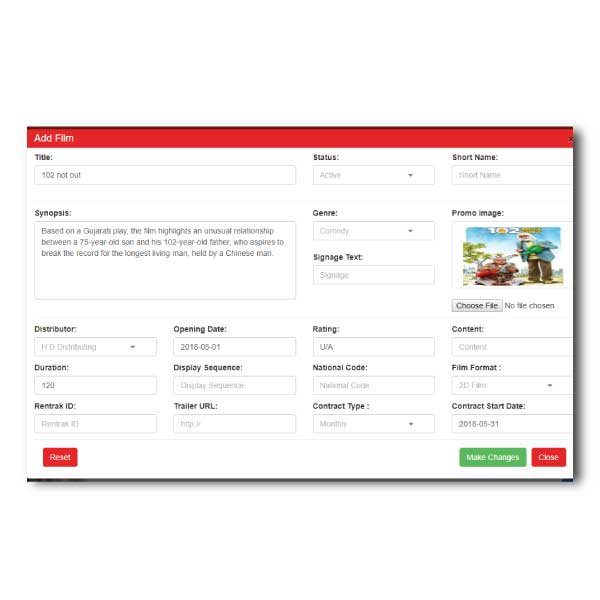 Add Film
Title: Status: Short Name:
102 not out Active Short Name
Synopsis: Genre: Promo Image:
Based on a Gujarati play, the film highlights an unusual relationship
between a 75-year-old son and his 102-year-old father, who aspires to
break the record for the longest living man, held by a Chinese man.
Comedy
102
Signage Text:
Signage
Choose File No file chosen
Distributor: Opening Date: Rating: Content:
H D Distributing 2018-05-01 U/A Content
Duration: Display Sequence: National Code: Film Format :
120 Display Sequence National Code 2D Film
Rentrak ID: Trailer URL: Contract Type : Contract Start Date:
Rentrak ID http:// Monthly 2018-05-31
Reset Make Changes Close